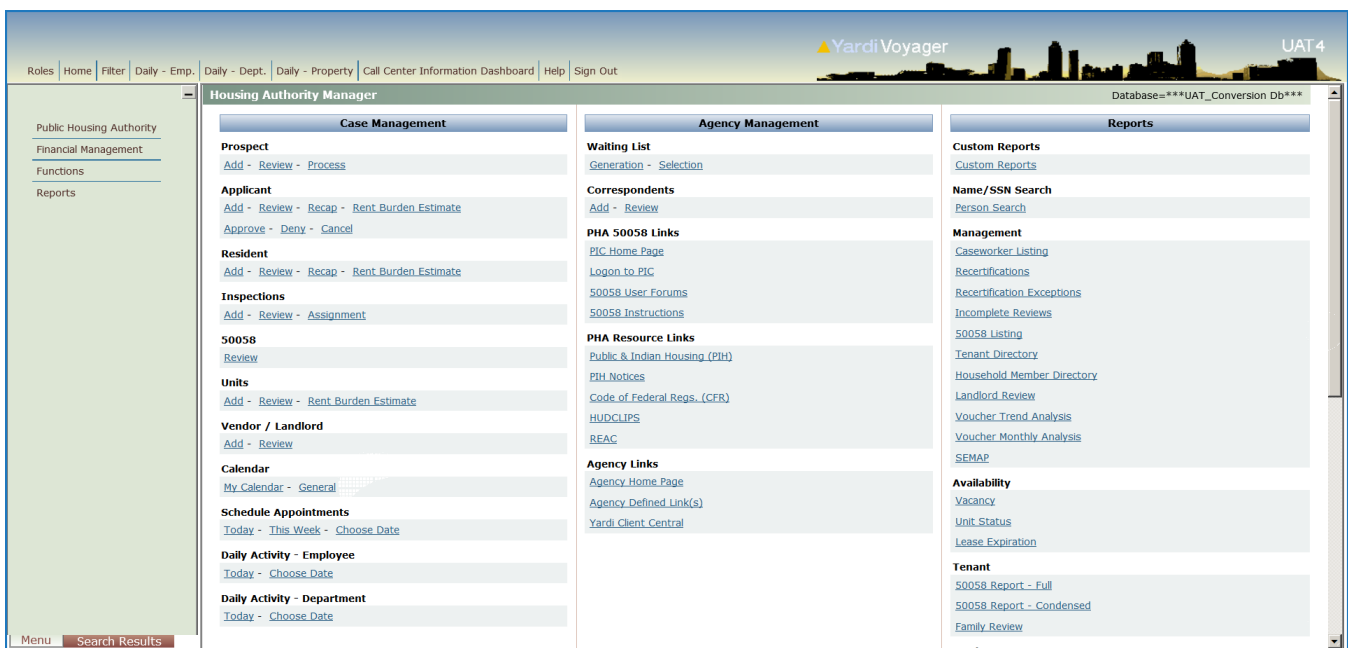 Yardi Voyager
UAT4
Roles Home Filter Daily - Emp. Daily - Dept. Daily - Property Call Center Information Dashboard Help Sign Out
Public Housing Authority
Financial Management
Functions
Reports
Menu Search Results
Housing Authority Manager
Database=***UAT_Conversion Db***
Case Management
Prospect
Add - Review - Process
Applicant
Add - Review - Recap - Rent Burden Estimate
Approve - Deny - Cancel
Resident
Add - Review - Recap - Rent Burden Estimate
Inspections
Add - Review - Assignment
50058
Review
Units
Add - Review - Rent Burden Estimate
Vendor / Landlord
Add - Review
Calendar
My Calendar - General
Schedule Appointments
Today - This Week - Choose Date
Daily Activity - Employee
Today - Choose Date
Daily Activity - Department
Today - Choose Date
Agency Management
Waiting List
Generation - Selection
Correspondents
Add - Review
PHA 50058 Links
PIC Home Page
Logon to PIC
50058 User Forums
50058 Instructions
PHA Resource Links
Public & Indian Housing (PIH)
PIH Notices
Code of Federal Regs. (CFR)
HUDCLIPS
REAC
Agency Links
Agency Home Page
Agency Defined Link(s)
Yardi Client Central
Reports
Custom Reports
Custom Reports
Name/SSN Search
Person Search
Management
Caseworker Listing
Recertifications
Recertification Exceptions
Incomplete Reviews
50058 Listing
Tenant Directory
Household Member Directory
Landlord Review
Voucher Trend Analysis
Voucher Monthly Analysis
SEMAP
Availability
Vacancy
Unit Status
Lease Expiration
Tenant
50058 Report - Full
50058 Report - Condensed
Family Review